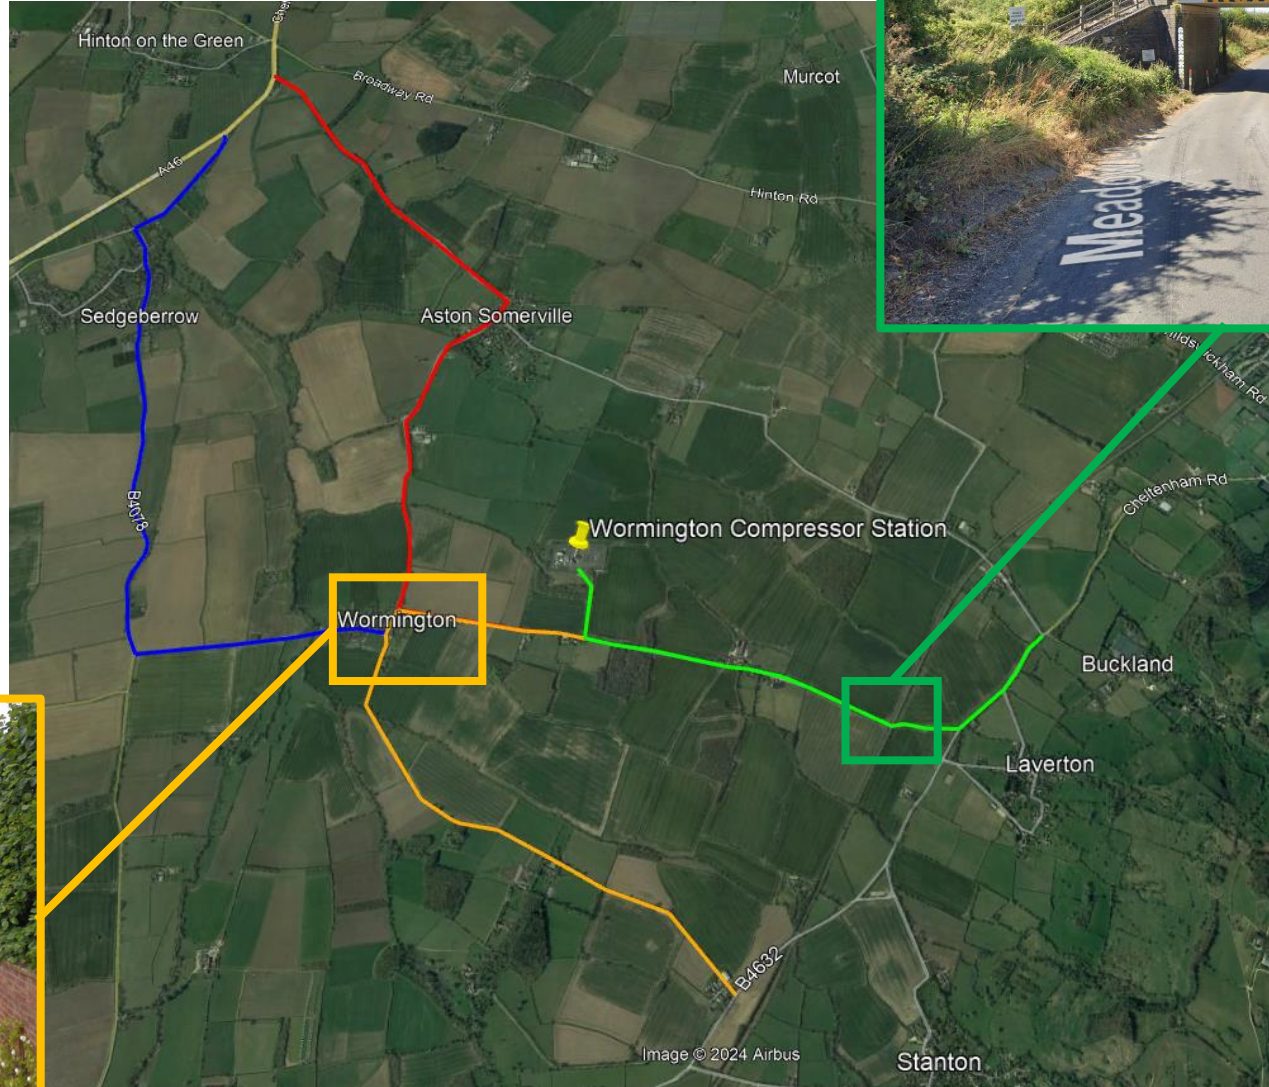 Hinton on the Green
Broadway Rd
Murcot
A46
Hinton Rd
Sedgeberrow
Aston Somerville
Cheltenham Rd
B4078
Wormington Compressor Station
Wormington
Buckland
Laverton
B4632
Image © 2024 Airbus
Stanton